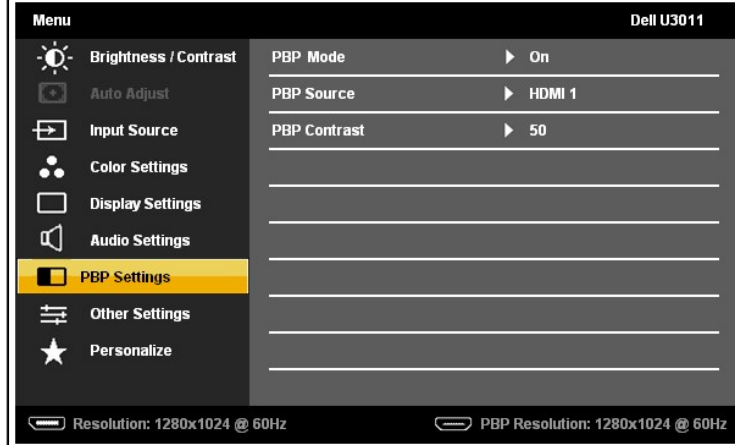 Menu Dell U3011
Brightness / Contrast PBP Mode On
Auto Adjust PBP Source HDMI 1
Input Source PBP Contrast 50
Color Settings
Display Settings
Audio Settings
PBP Settings
Other Settings
Personalize
Resolution: 1280x1024 @ 60Hz PBP Resolution: 1280x1024 @ 60Hz